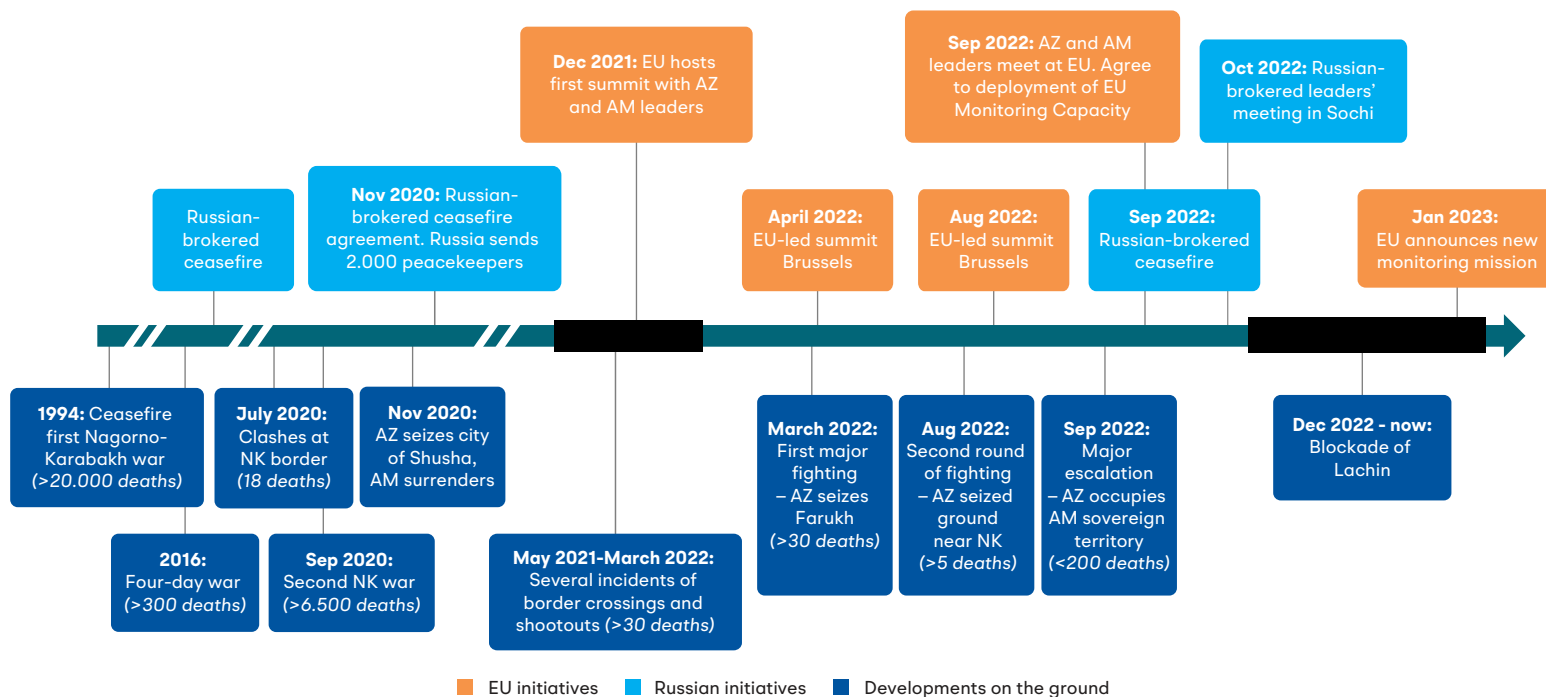 Dec 2021: EU hosts
first summit with AZ
and AM leaders
Sep 2022: AZ and AM
leaders meet at EU. Agree
to deployment of EU
Monitoring Capacity
Oct 2022: Russian-
brokered leaders’
meeting in Sochi
Russian-
brokered
ceasefire
Nov 2020: Russian-
brokered ceasefire
agreement. Russia sends
2.000 peacekeepers
April 2022:
EU-led summit
Brussels
Aug 2022:
EU-led summit
Brussels
Sep 2022:
Russian-brokered
ceasefire
Jan 2023:
EU announces new
monitoring mission
1994: Ceasefire
first Nagorno-
Karabakh war
(>20.000 deaths)
July 2020:
Clashes at
NK border
(18 deaths)
Nov 2020:
AZ seizes city
of Shusha,
AM surrenders
March 2022:
First major
fighting
– AZ seizes
Farukh
(>30 deaths)
Aug 2022:
Second round
of fighting
– AZ seized
ground
near NK
(>5 deaths)
Sep 2022:
Major
escalation
– AZ occupies
AM sovereign
territory
(<200 deaths)
Dec 2022 - now:
Blockade of
Lachin
2016:
Four-day war
(>300 deaths)
Sep 2020:
Second NK war
(>6.500 deaths)
May 2021-March 2022:
Several incidents of
border crossings and
shootouts (>30 deaths)
EU initiatives
Russian initiatives
Developments on the ground